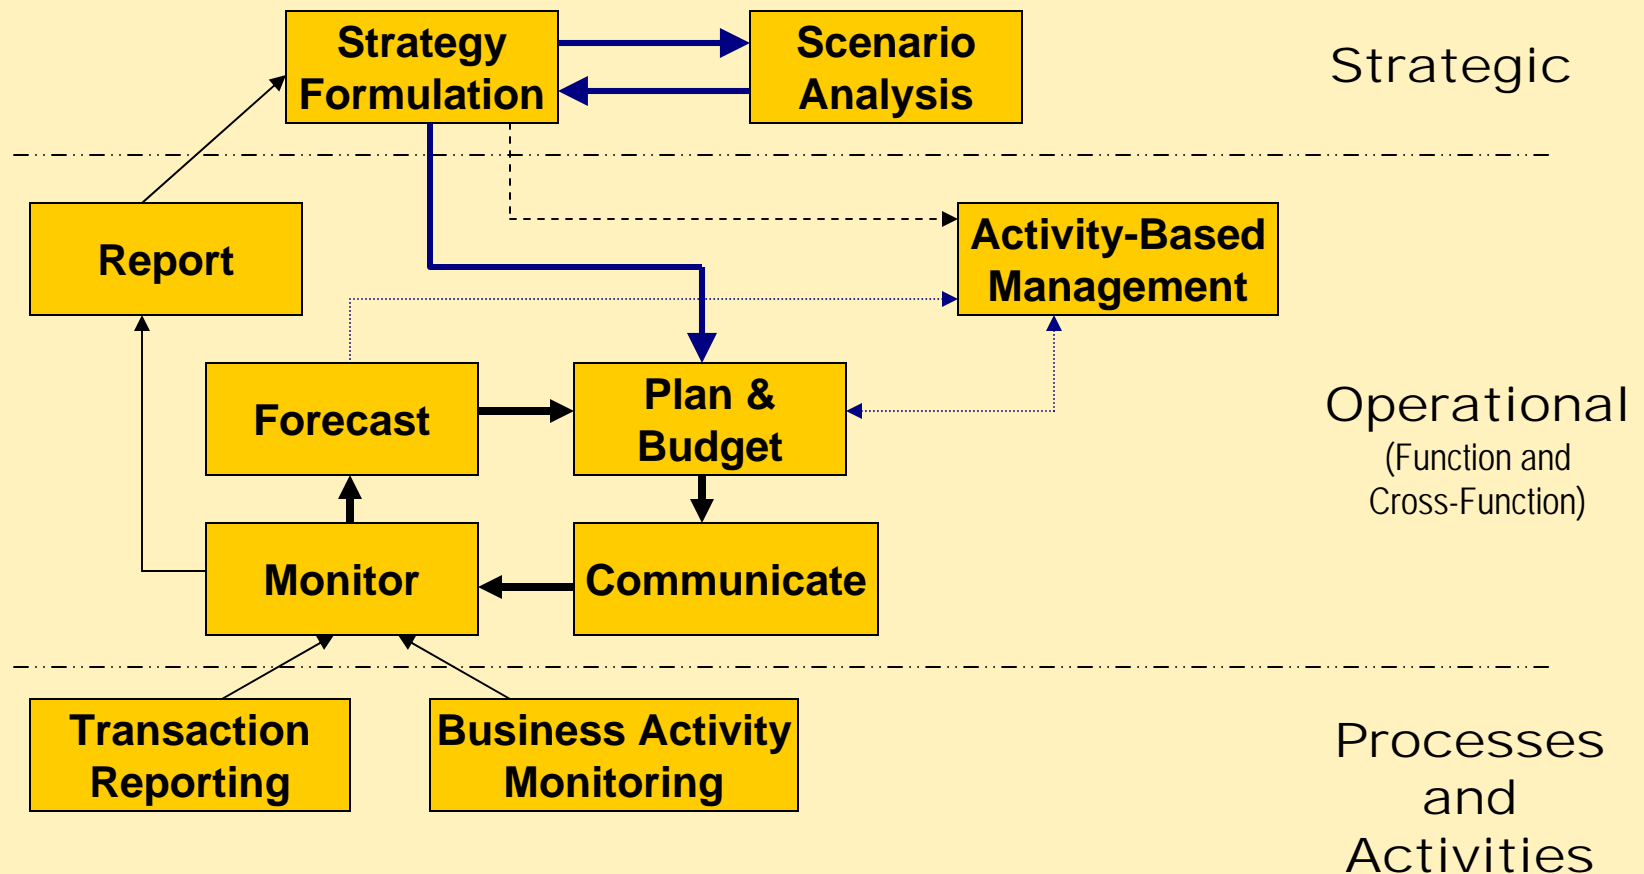 Strategy
Formulation
Scenario
Analysis
Strategic
Report
Activity-Based
Management
Forecast
Plan &
Budget
Operational
(Function and
Cross-Function)
Monitor
Communicate
Transaction
Reporting
Business Activity
Monitoring
Processes
and
Activities